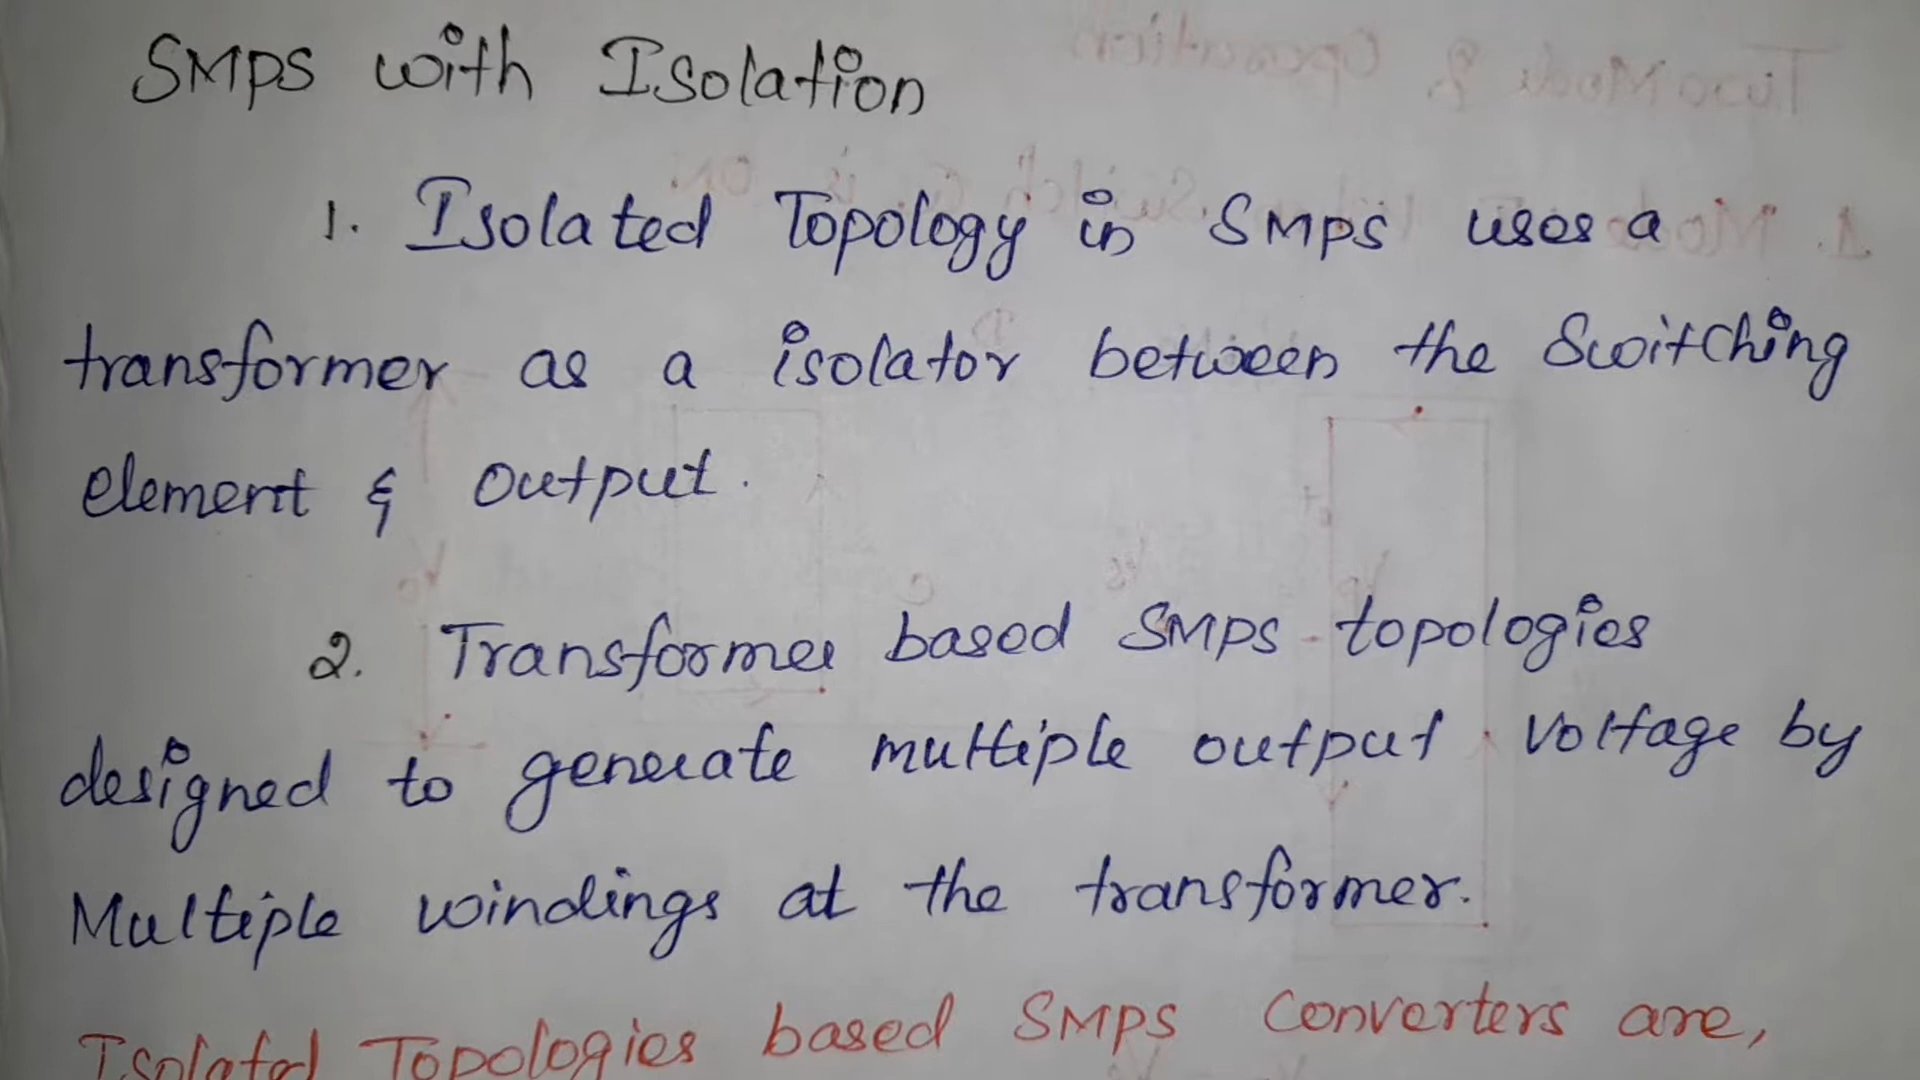 SMPS with Isolation
1. Isolated Topology in SMPS uses a
transformer as a isolator between the Switching
element & output.
2. Transformer based SMPS topologies
designed to generate multiple output voltage by
Multiple windings at the transformer.
Isolated Topologies based SMPS Converters are,